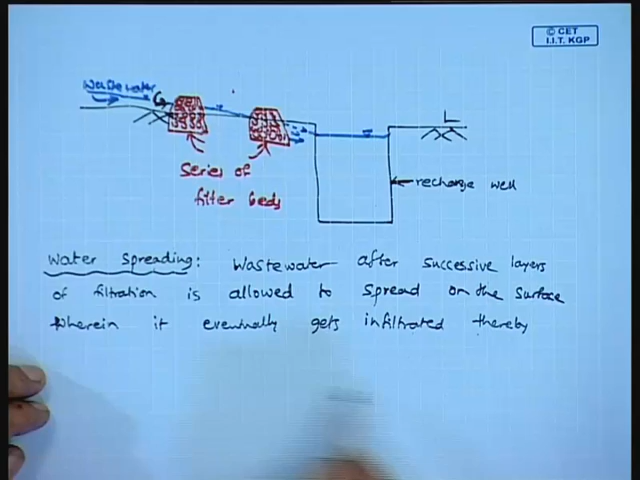 © CET
I.I.T. KGP
Wastewater
Series of
filter beds
recharge well
Water Spreading: Wastewater after successive layers
of filtration is allowed to spread on the surface
wherein it eventually gets infiltrated thereby